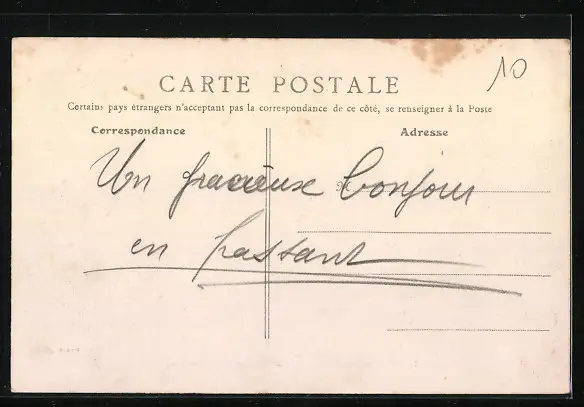 10
CARTE POSTALE
Certains pays étrangers n'acceptant pas la correspondance de ce côté, se renseigner à la Poste
Correspondance
Adresse
Un gracieuse bonjour
en passant